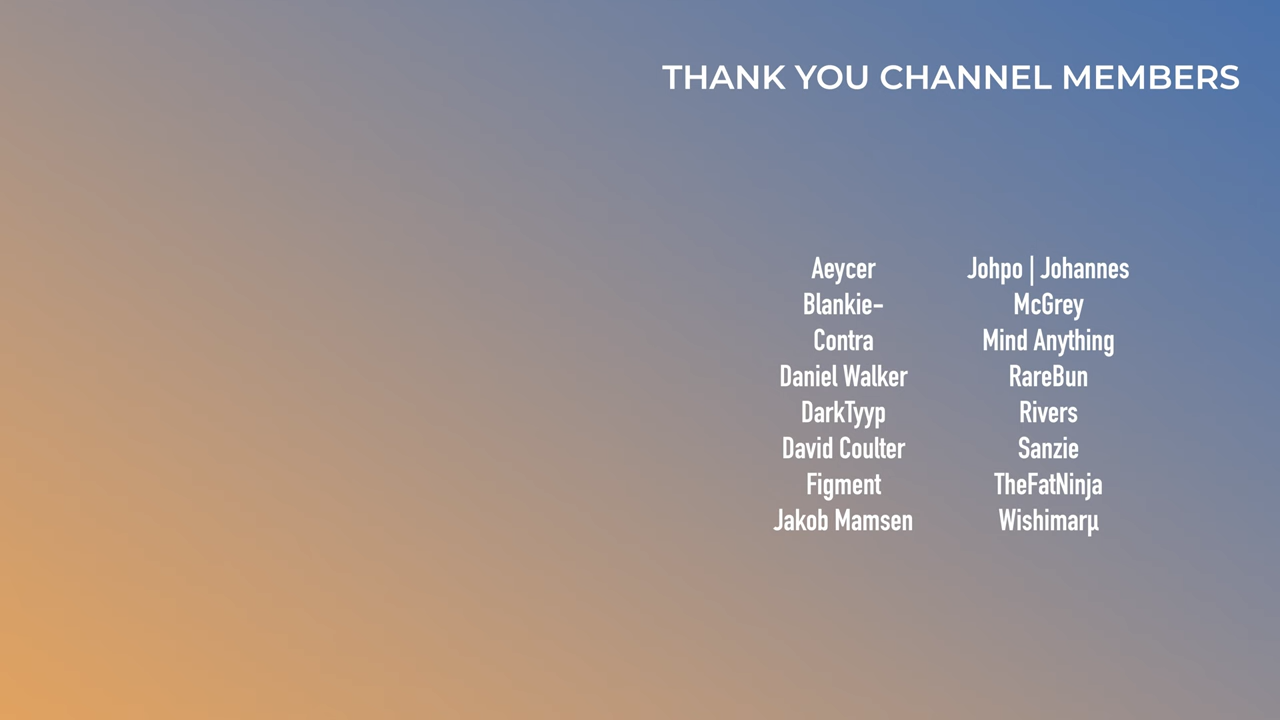 THANK YOU CHANNEL MEMBERS
Aeycer
Blankie-
Contra
Daniel Walker
DarkTyyp
David Coulter
Figment
Jakob Mamsen
Johpo | Johannes
McGrey
Mind Anything
RareBun
Rivers
Sanzie
TheFatNinja
Wishimarμ